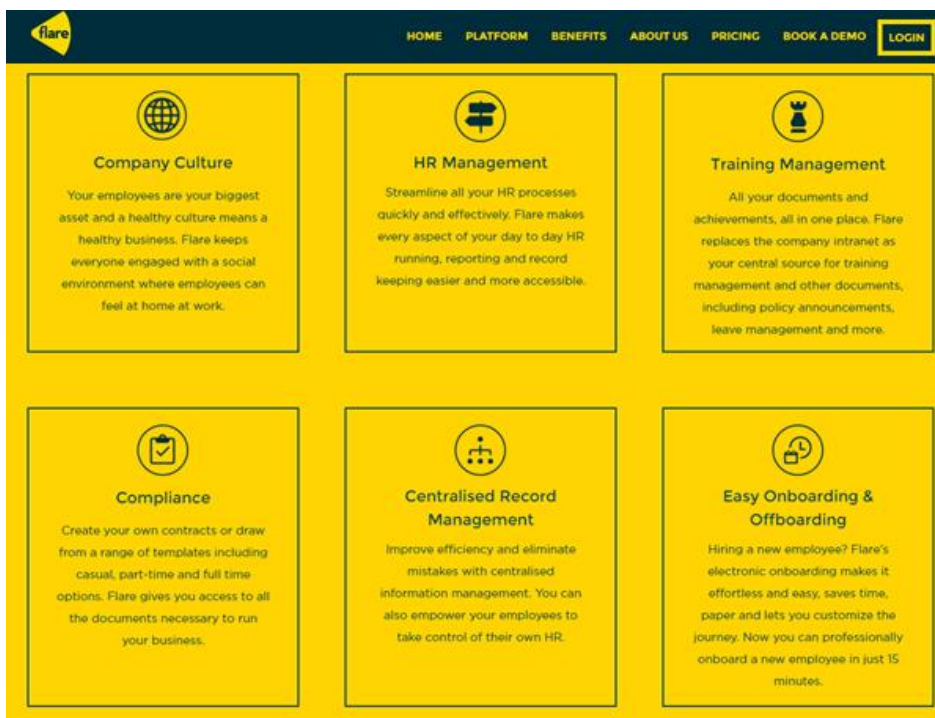 flare
HOME PLATFORM BENEFITS ABOUT US PRICING BOOK A DEMO LOGIN
Company Culture
Your employees are your biggest
asset and a healthy culture means a
healthy business. Flare keeps
everyone engaged with a social
environment where employees can
feel at home at work.
HR Management
Streamline all your HR processes
quickly and effectively. Flare makes
every aspect of your day to day HR
running, reporting and record
keeping easier and more accessible.
Training Management
All your documents and
achievements, all in one place. Flare
replaces the company intranet as
your central source for training
management and other documents,
including policy announcements,
leave management and more.
Compliance
Create your own contracts or draw
from a range of templates including
casual, part-time and full time
options. Flare gives you access to all
the documents necessary to run
your business.
Centralised Record
Management
Improve efficiency and eliminate
mistakes with centralised
information management. You can
also empower your employees to
take control of their own HR.
Easy Onboarding &
Offboarding
Hiring a new employee? Flare's
electronic onboarding makes it
effortless and easy, saves time,
paper and lets you customize the
journey. Now you can professionally
onboard a new employee in just 15
minutes.